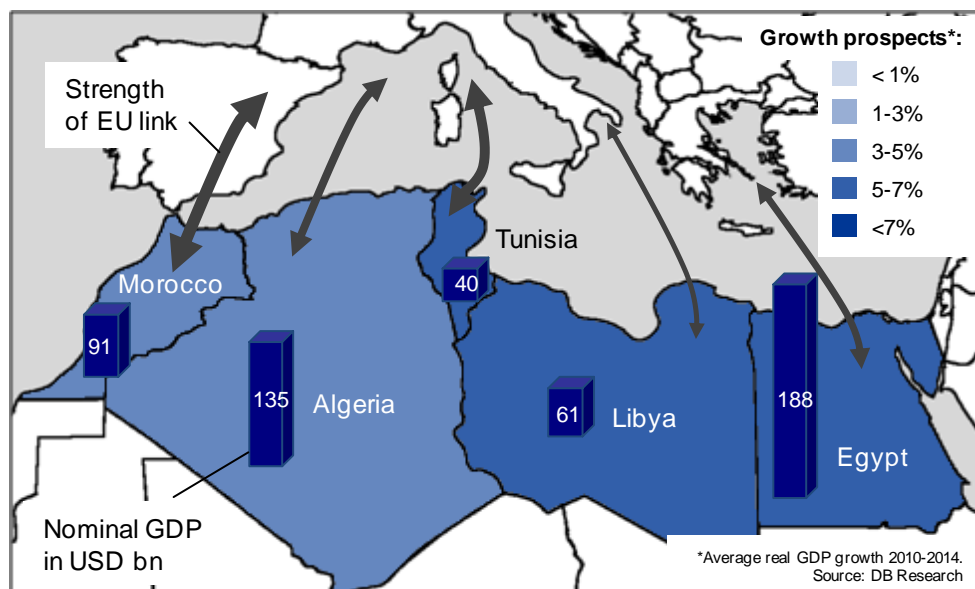 Growth prospects*:
< 1%
1-3%
3-5%
5-7%
<7%
Strength
of EU link
Tunisia
Morocco
40
91
135
Algeria
61
Libya
188
Egypt
Nominal GDP
in USD bn
*Average real GDP growth 2010-2014.
Source: DB Research